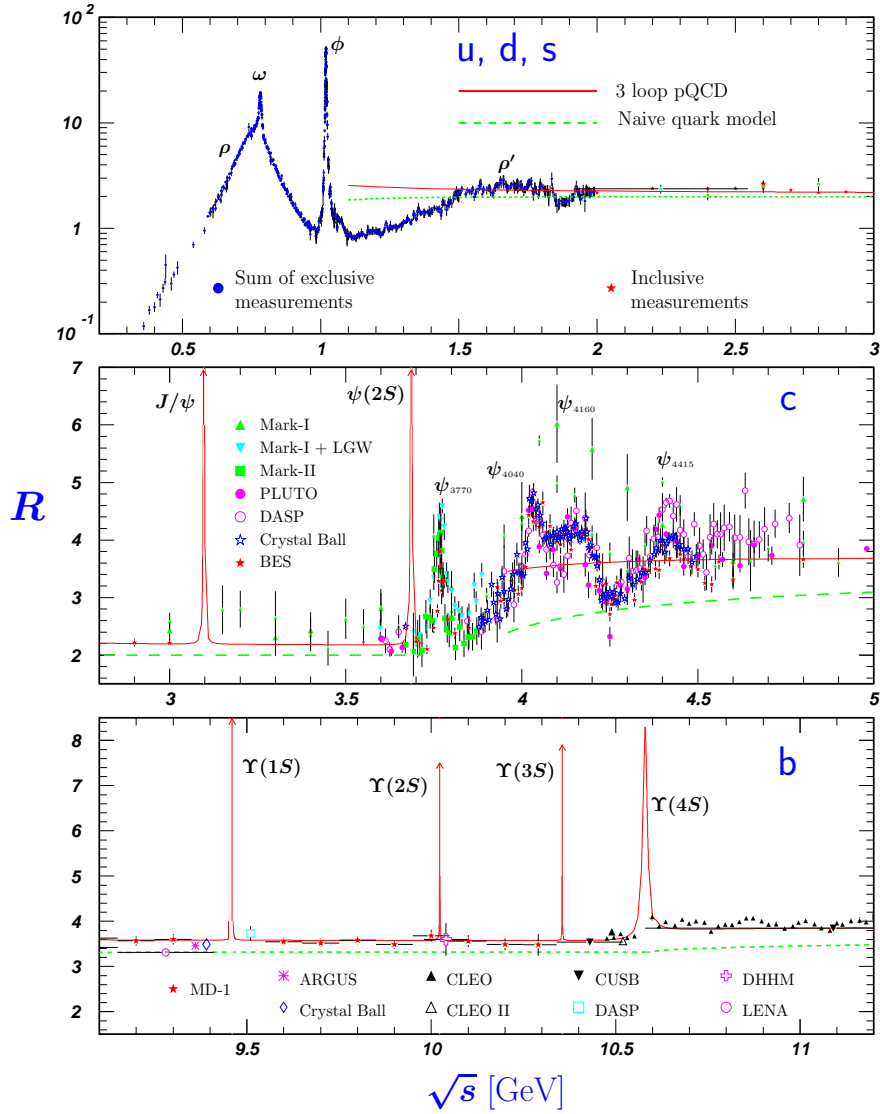 u, d, s
10²
ϕ
ω
3 loop pQCD
Naive quark model
10
ρ
ρ′
1
Sum of exclusive measurements
Inclusive measurements
10⁻¹
0.5 1 1.5 2 2.5 3
7
J/ψ
ψ(2S)
c
Mark-I
Mark-I + LGW
Mark-II
PLUTO
DASP
Crystal Ball
BES
ψ₃₇₇₀
ψ₄₀₄₀
ψ₄₁₆₀
ψ₄₄₁₅
6
5
4
3
2
R
3 3.5 4 4.5 5
8
7
6
5
4
3
2
ϒ(1S)
ϒ(2S)
ϒ(3S)
ϒ(4S)
b
MD-1
ARGUS
CLEO
CUSB
DHHM
Crystal Ball
CLEO II
DASP
LENA
9.5 10 10.5 11
√s [GeV]